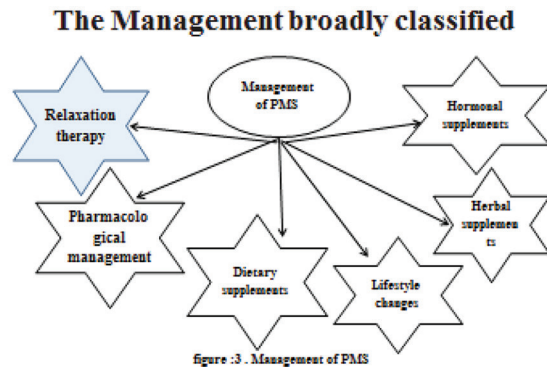 The Management broadly classified
Management
of PMS
Relaxation
therapy
Hormonal
supplements
Pharmacolo
gical
management
Herbal
supplemen
ts
Dietary
supplements
Lifestyle
changes
figure :3 . Management of PMS